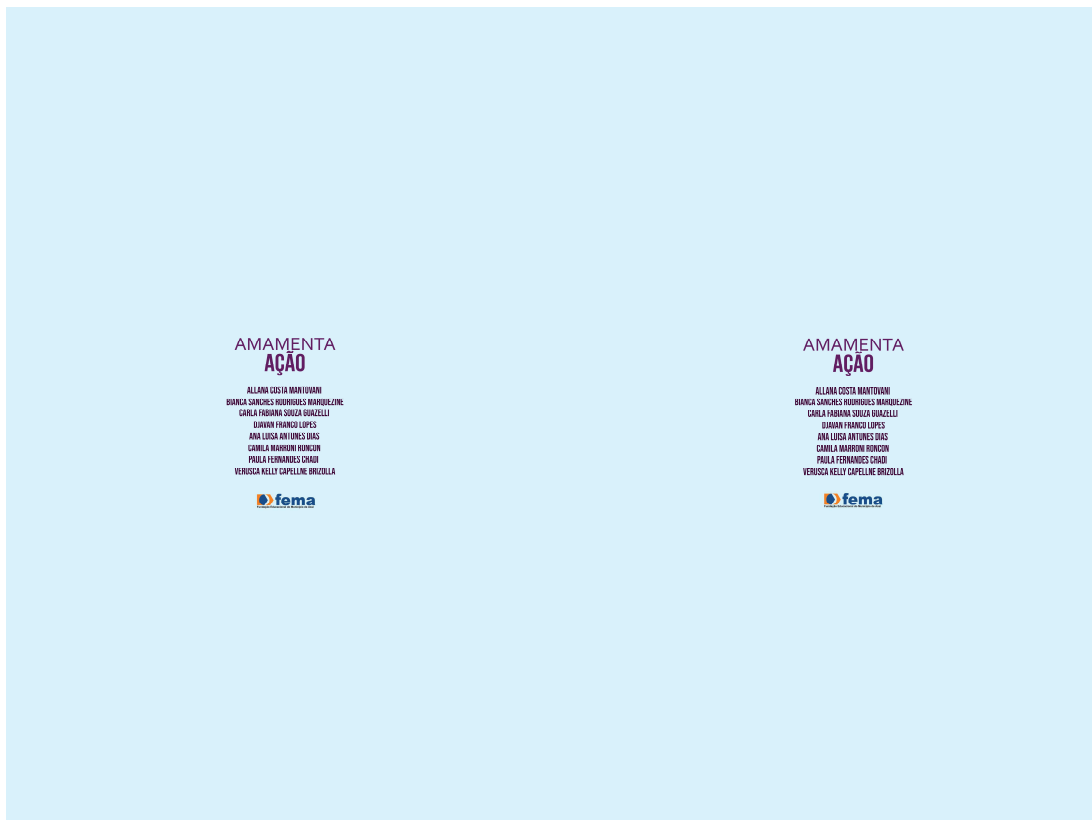 AMAMENTA
AÇÃO
ALLANA COSTA MANTOVANI
BIANCA SANCHES RODRIGUES MARQUEZINE
CARLA FABIANA SOUZA GUAZELLI
DJAVAN FRANCO LOPES
ANA LUISA ANTUNES DIAS
CAMILA MARRONI RONCON
PAULA FERNANDES CHADI
VERUSCA KELLY CAPELLNE BRIZOLLA
fema
AMAMENTA
AÇÃO
ALLANA COSTA MANTOVANI
BIANCA SANCHES RODRIGUES MARQUEZINE
CARLA FABIANA SOUZA GUAZELLI
DJAVAN FRANCO LOPES
ANA LUISA ANTUNES DIAS
CAMILA MARRONI RONCON
PAULA FERNANDES CHADI
VERUSCA KELLY CAPELLNE BRIZOLLA
fema